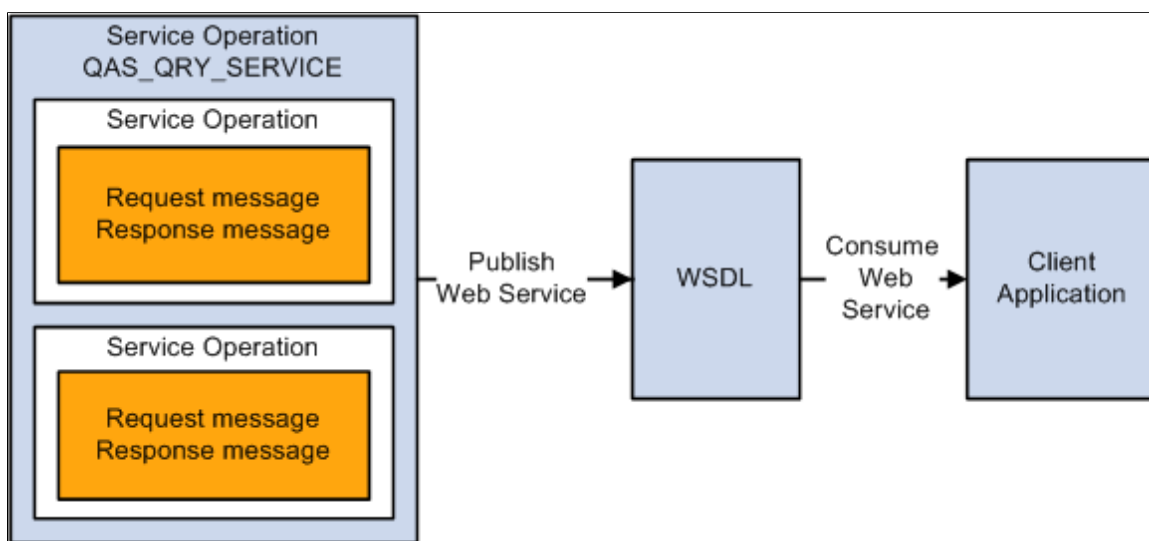 Service Operation
QAS_QRY_SERVICE
Service Operation
Request message
Response message
Service Operation
Request message
Response message
Publish
Web Service
WSDL
Consume
Web
Service
Client
Application